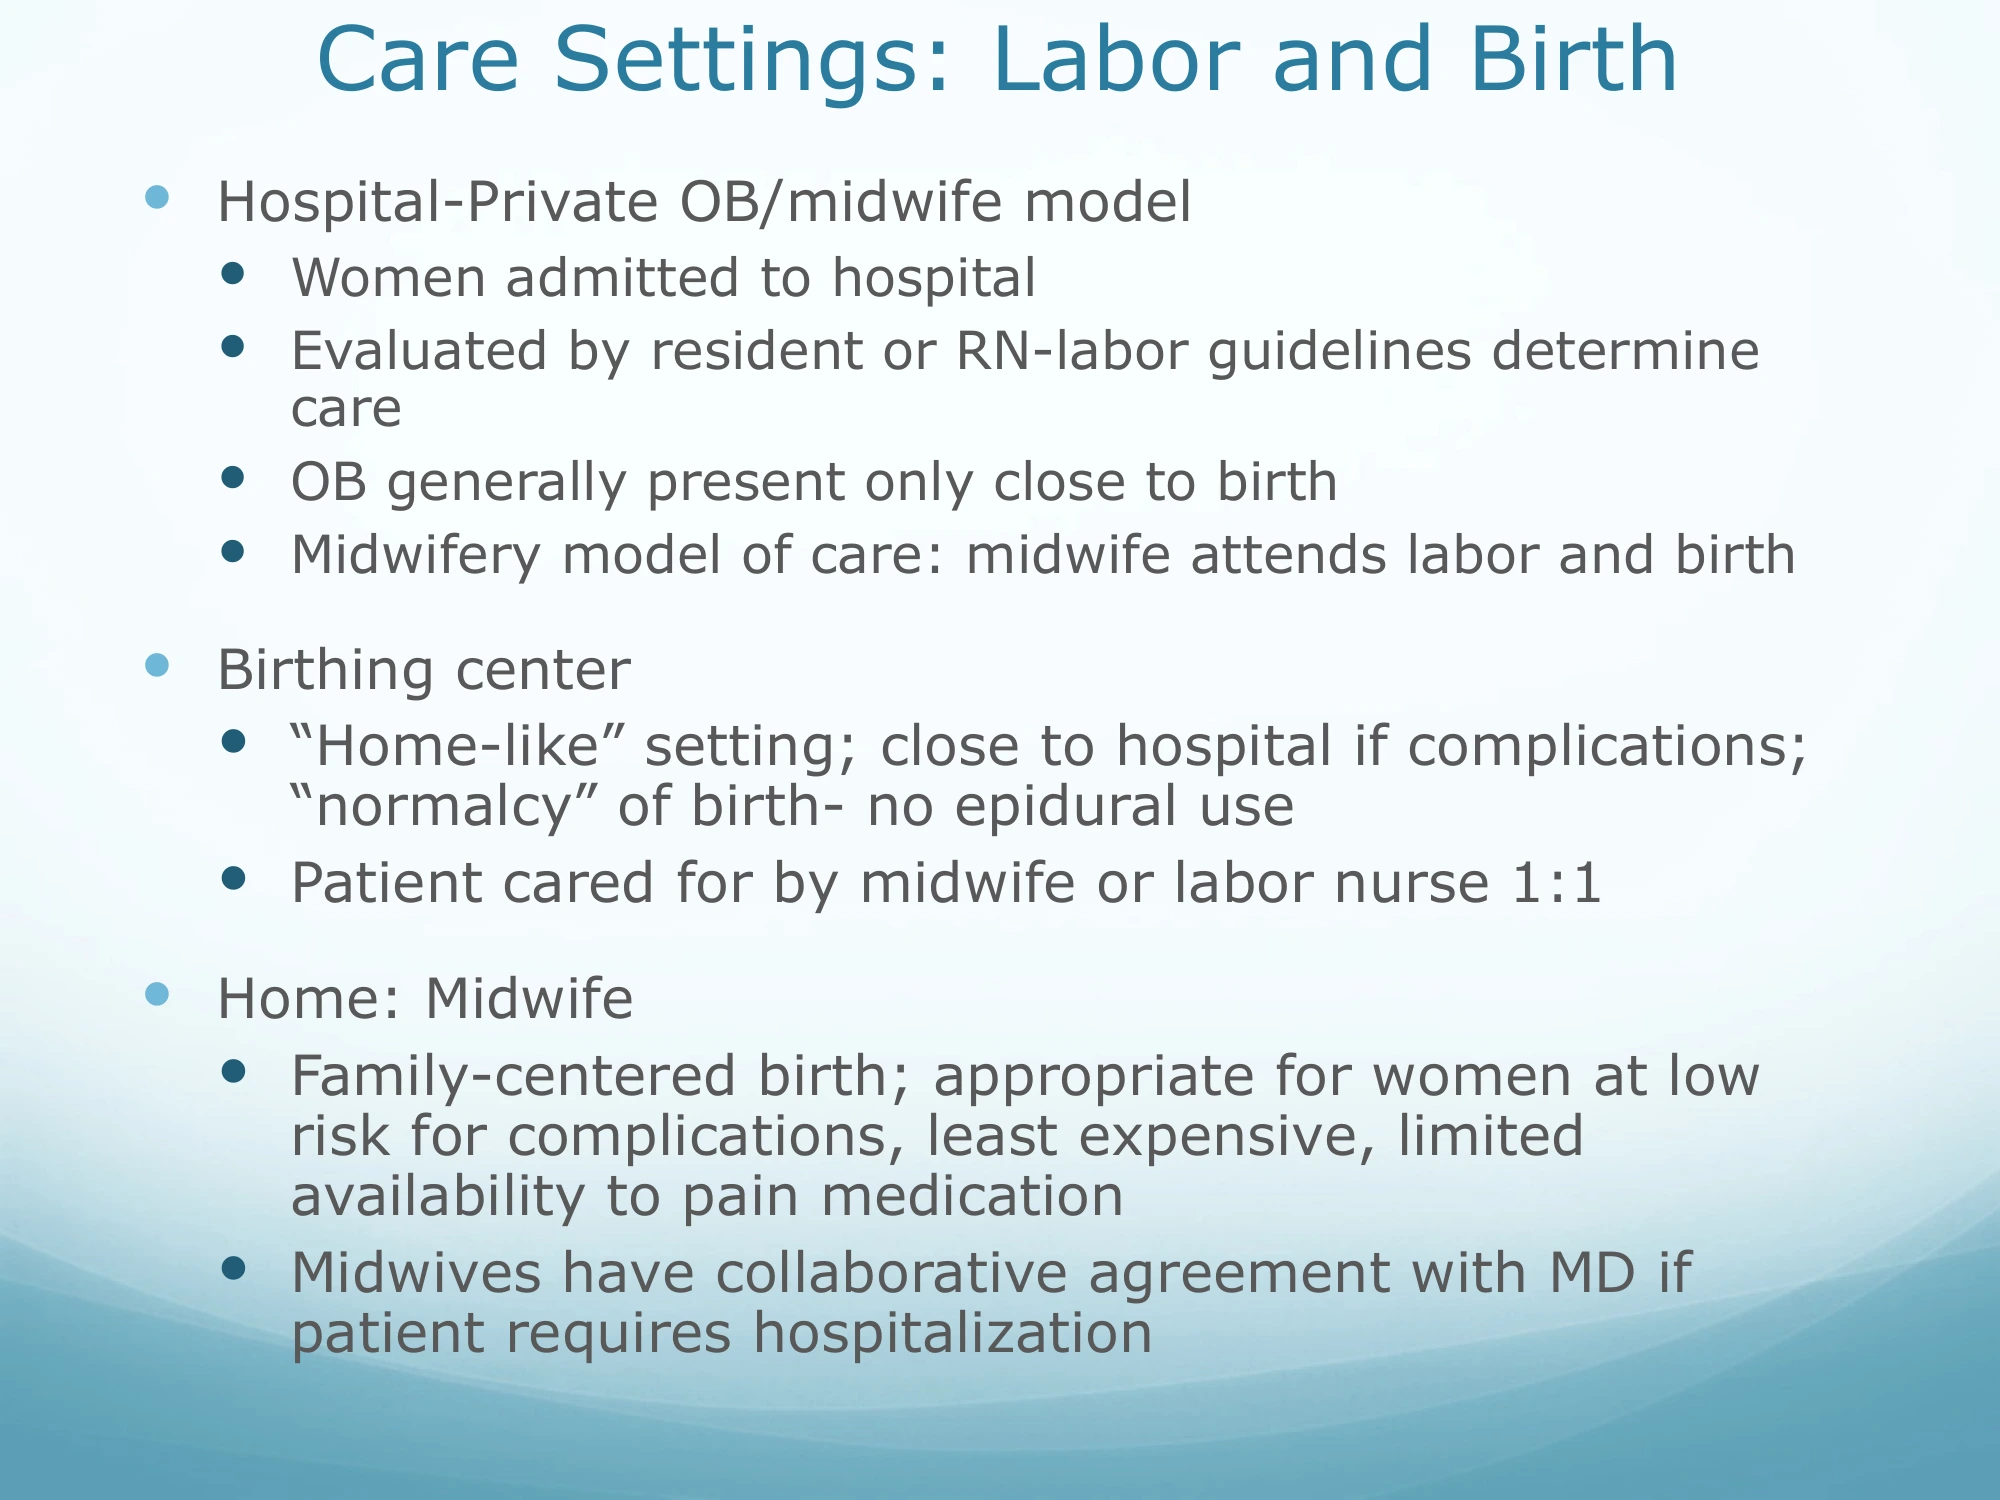 Care Settings: Labor and Birth
• Hospital-Private OB/midwife model
• Women admitted to hospital
• Evaluated by resident or RN-labor guidelines determine
care
• OB generally present only close to birth
• Midwifery model of care: midwife attends labor and birth
• Birthing center
• “Home-like” setting; close to hospital if complications;
“normalcy” of birth- no epidural use
• Patient cared for by midwife or labor nurse 1:1
• Home: Midwife
• Family-centered birth; appropriate for women at low
risk for complications, least expensive, limited
availability to pain medication
• Midwives have collaborative agreement with MD if
patient requires hospitalization